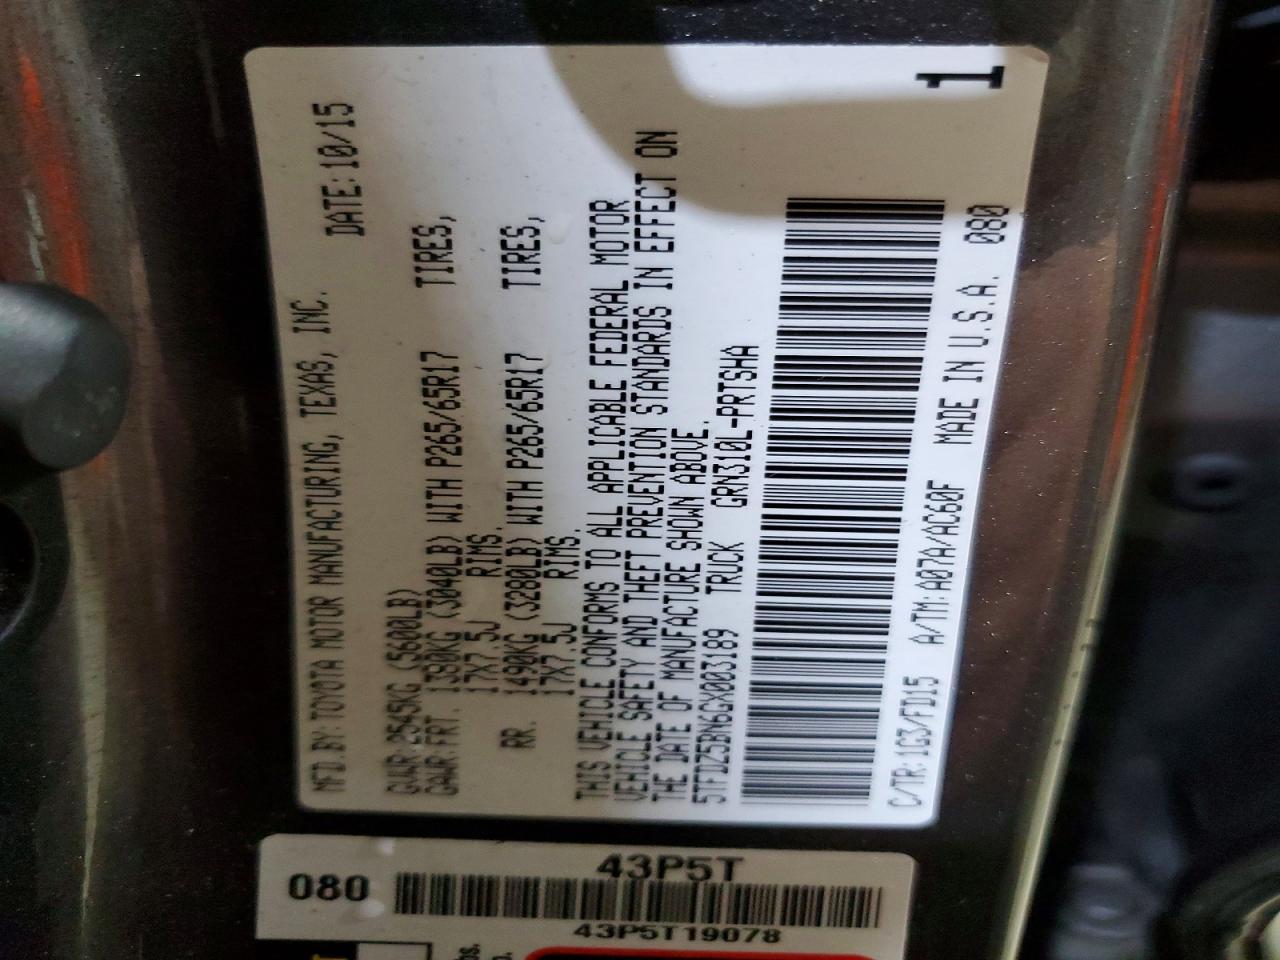 MFD.BY: TOYOTA MOTOR MANUFACTURING, TEXAS, INC. DATE: 10/15
GVWR: 2545KG (5600LB)
GAWR:FRT. 1390KG (3040LB) WITH P265/65R17 TIRES,
17X7.5J RIMS.
RR. 1490KG (3280LB) WITH P265/65R17 TIRES,
17X7.5J RIMS.
THIS VEHICLE CONFORMS TO ALL APPLICABLE FEDERAL MOTOR
VEHICLE SAFETY AND THEFT PREVENTION STANDARDS IN EFFECT ON
THE DATE OF MANUFACTURE SHOWN ABOVE.
5TFDZ5BN6GX003189 TRUCK GRN310L-PRTSHA
C/TR: 1G3/FD15 A/TM: A07A/AC60F MADE IN U.S.A. 080
1
43P5T
080
43P5T19078